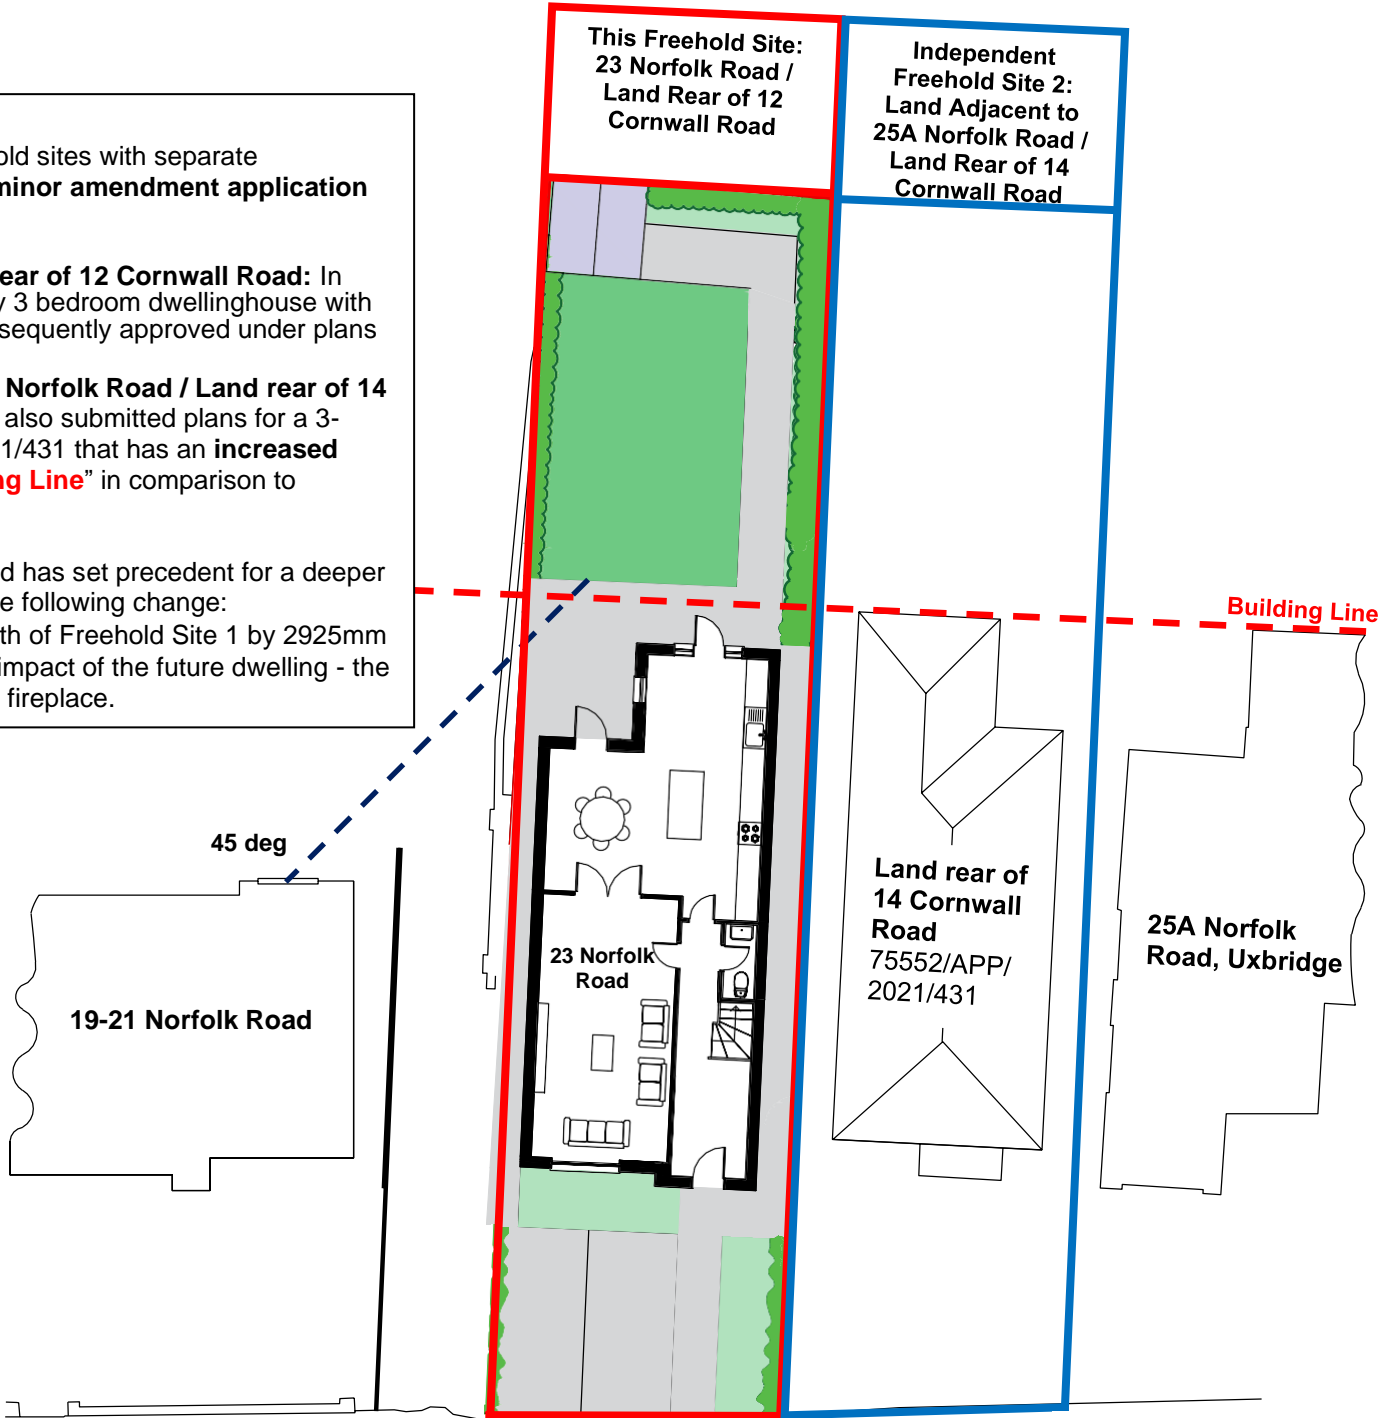 This Freehold Site:
23 Norfolk Road /
Land Rear of 12
Cornwall Road
Independent
Freehold Site 2:
Land Adjacent to
25A Norfolk Road /
Land Rear of 14
Cornwall Road
old sites with separate
minor amendment application
rear of 12 Cornwall Road: In
y 3 bedroom dwellinghouse with
sequently approved under plans
Norfolk Road / Land rear of 14
also submitted plans for a 3-
1/431 that has an increased
ng Line” in comparison to
d has set precedent for a deeper
e following change:
th of Freehold Site 1 by 2925mm
impact of the future dwelling - the
fireplace.
Building Line
45 deg
19-21 Norfolk Road
23 Norfolk
Road
Land rear of
14 Cornwall
Road
75552/APP/
2021/431
25A Norfolk
Road, Uxbridge